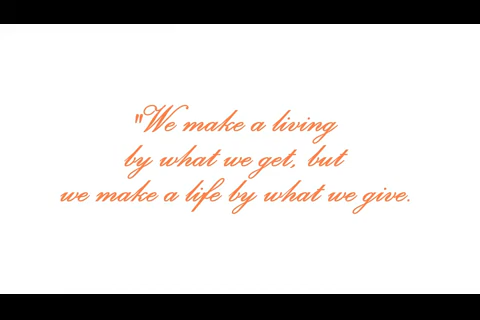 "We make a living
by what we get, but
we make a life by what we give.